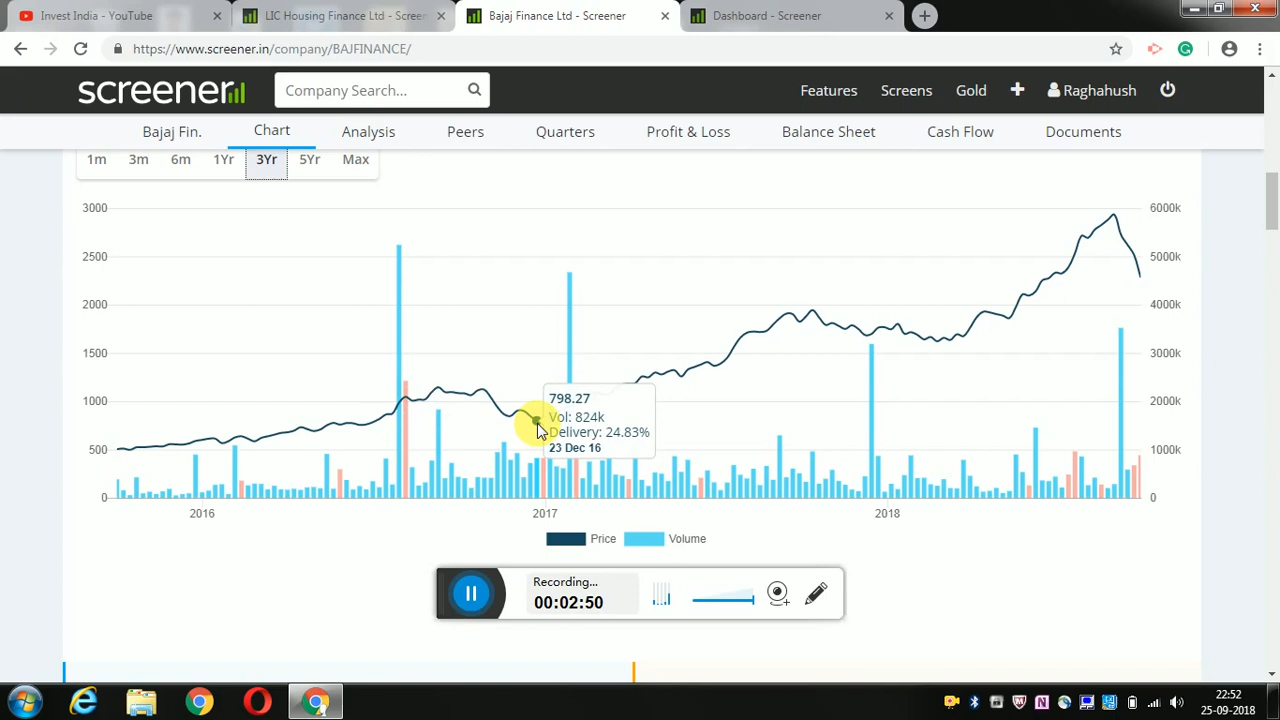 Invest India - YouTube
LIC Housing Finance Ltd - Screener
Bajaj Finance Ltd - Screener
Dashboard - Screener
https://www.screener.in/company/BAJFINANCE/
screener
Company Search...
Features
Screens
Gold
Raghahush
Bajaj Fin.
Chart
Analysis
Peers
Quarters
Profit & Loss
Balance Sheet
Cash Flow
Documents
1m
3m
6m
1Yr
3Yr
5Yr
Max
3000
2500
2000
1500
1000
500
0
6000k
5000k
4000k
3000k
2000k
1000k
0
798.27
Vol: 824k
Delivery: 24.83%
23 Dec 16
2016
2017
2018
Price
Volume
Recording...
00:02:50
22:52
25-09-2018